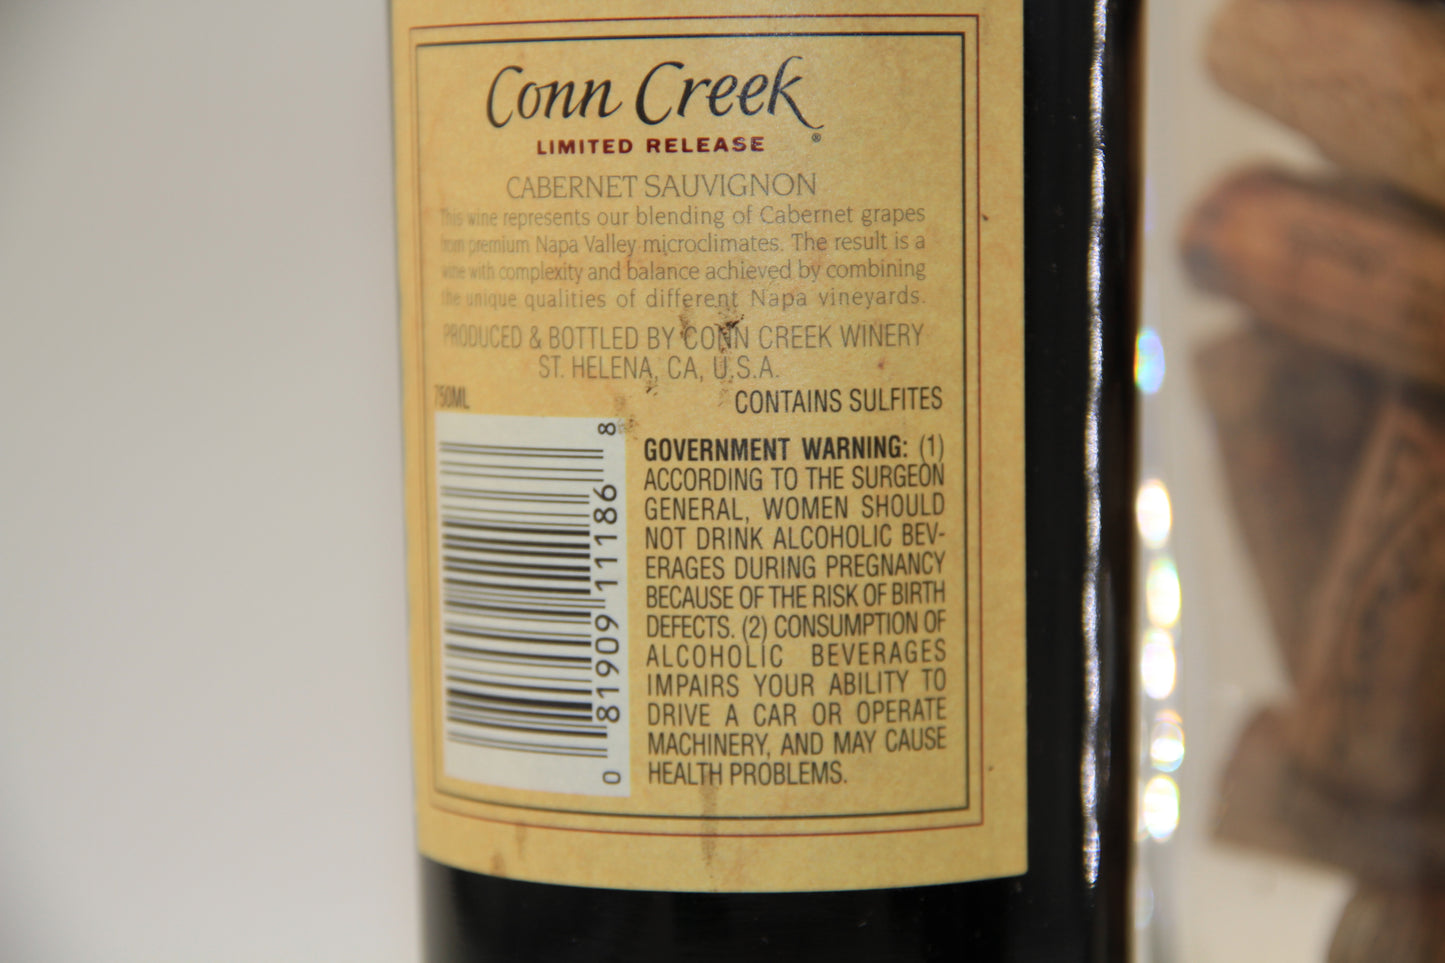 Conn Creek
LIMITED RELEASE
®
CABERNET SAUVIGNON
This wine represents our blending of Cabernet grapes
from premium Napa Valley microclimates. The result is a
wine with complexity and balance achieved by combining
the unique qualities of different Napa vineyards.
PRODUCED & BOTTLED BY CONN CREEK WINERY
ST. HELENA, CA, U.S.A.
750ML
CONTAINS SULFITES
0 81909 11186 8
GOVERNMENT WARNING: (1)
ACCORDING TO THE SURGEON
GENERAL, WOMEN SHOULD
NOT DRINK ALCOHOLIC BEV-
ERAGES DURING PREGNANCY
BECAUSE OF THE RISK OF BIRTH
DEFECTS. (2) CONSUMPTION OF
ALCOHOLIC BEVERAGES
IMPAIRS YOUR ABILITY TO
DRIVE A CAR OR OPERATE
MACHINERY, AND MAY CAUSE
HEALTH PROBLEMS.